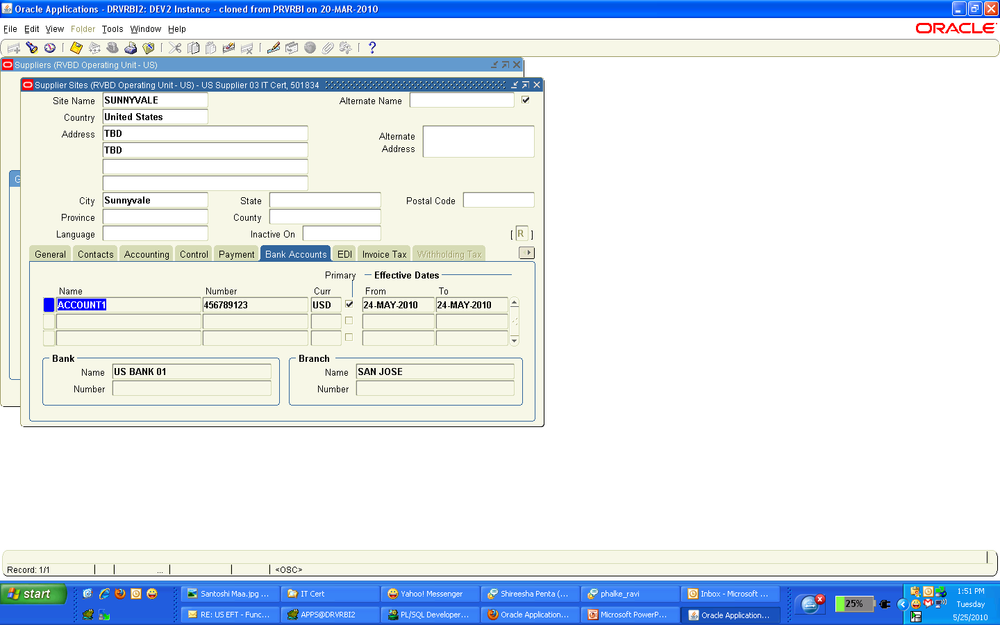 Oracle Applications - DRVRBI2: DEV2 Instance - cloned from PRVRBI on 20-MAR-2010
File Edit View Folder Tools Window Help
ORACLE
Suppliers (RVBD Operating Unit - US)
Supplier Sites (RVBD Operating Unit - US) - US Supplier 03 IT Cert, 501834
Site Name SUNNYVALE Alternate Name
Country United States
Address TBD Alternate Address
TBD
City Sunnyvale State Postal Code
Province County
Language Inactive On [ R ]
G
General Contacts Accounting Control Payment Bank Accounts EDI Invoice Tax Withholding Tax
Primary Effective Dates
Name Number Curr From To
ACCOUNT1 456789123 USD 24-MAY-2010 24-MAY-2010
Bank Branch
Name US BANK 01 Name SAN JOSE
Number Number
Record: 1/1 ... <OSC>
start Santoshi Maa.jpg ... IT Cert Yahoo! Messenger Shireesha Penta (... phalke_ravi Inbox - Microsoft ... 1:51 PM
25% Tuesday
RE: US EFT - Func... APPS@DRVRBI2 PL/SQL Developer... Oracle Application... Microsoft PowerP... Oracle Application... 5/25/2010